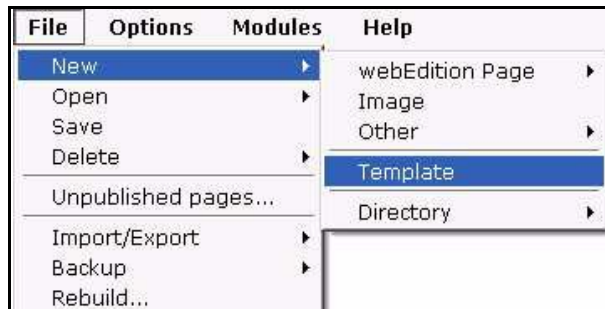 File Options Modules Help
New
Open
Save
Delete
Unpublished pages...
Import/Export
Backup
Rebuild...
webEdition Page
Image
Other
Template
Directory